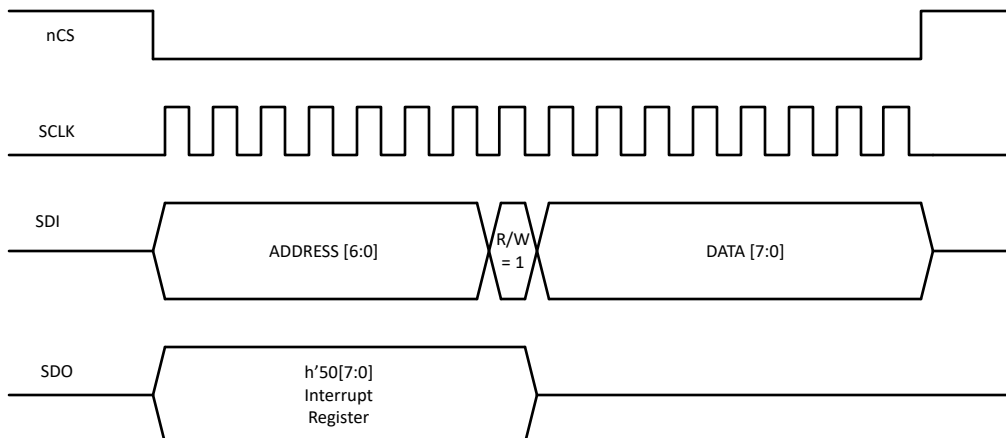 nCS
SCLK
SDI
ADDRESS [6:0]
R/W
= 1
DATA [7:0]
SDO
h’50[7:0]
Interrupt
Register